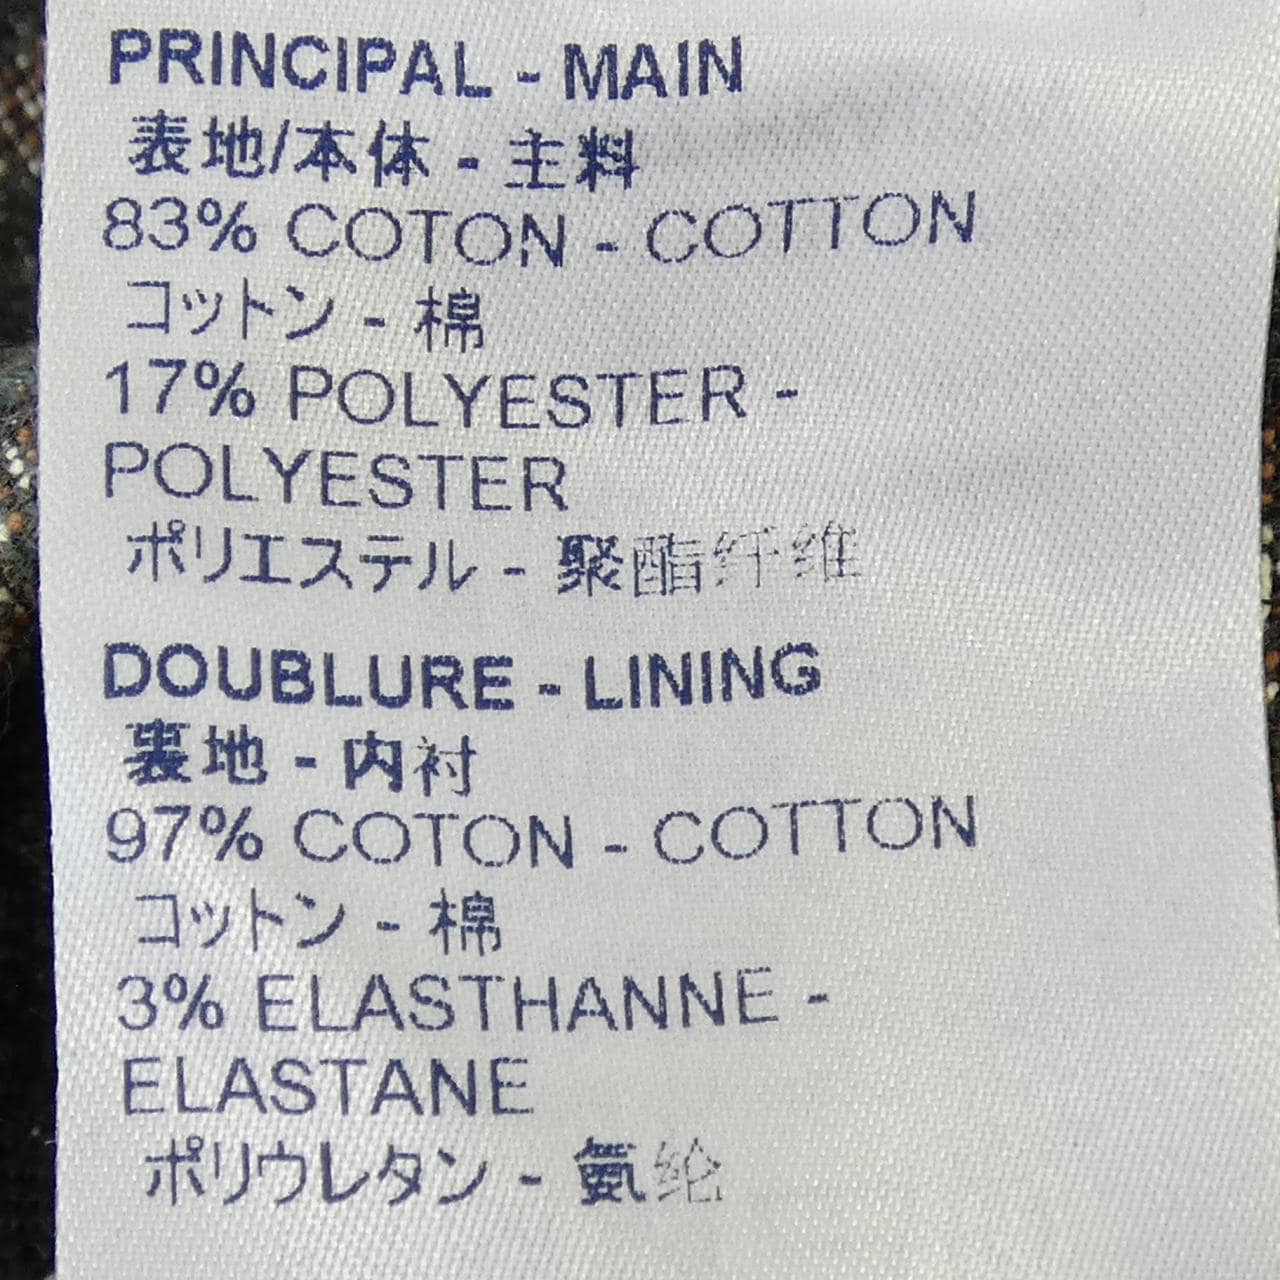 PRINCIPAL - MAIN
表地/本体 - 主料
83% COTON - COTTON
コットン - 棉
17% POLYESTER -
POLYESTER
ポリエステル - 聚酯纤维
DOUBLURE - LINING
裏地 - 内衬
97% COTON - COTTON
コットン - 棉
3% ELASTHANNE -
ELASTANE
ポリウレタン - 氨纶